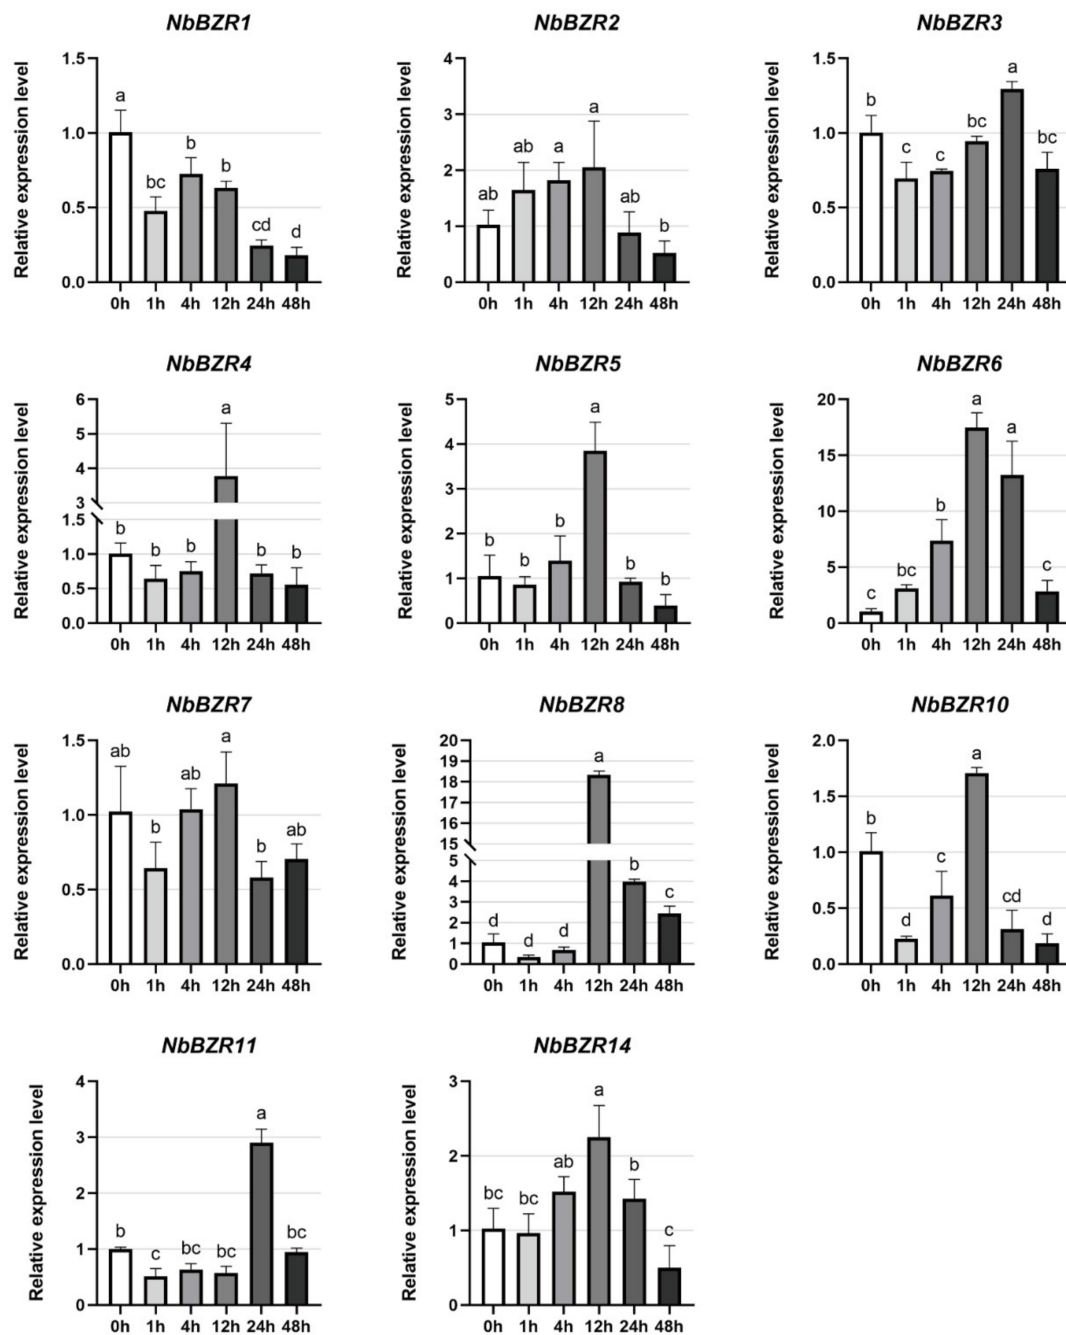 NbBZR1
Relative expression level
1.5
1.0
0.5
0.0
a
bc
b
b
cd
d
0h 1h 4h 12h 24h 48h
NbBZR2
Relative expression level
4
3
2
1
0
ab
ab
a
a
ab
b
0h 1h 4h 12h 24h 48h
NbBZR3
Relative expression level
1.5
1.0
0.5
0.0
b
c
c
bc
a
bc
0h 1h 4h 12h 24h 48h
NbBZR4
Relative expression level
6
5
4
3
1.5
1.0
0.5
0.0
b
b
b
a
b
b
0h 1h 4h 12h 24h 48h
NbBZR5
Relative expression level
5
4
3
2
1
0
b
b
b
a
b
b
0h 1h 4h 12h 24h 48h
NbBZR6
Relative expression level
20
15
10
5
0
c
bc
b
a
a
c
0h 1h 4h 12h 24h 48h
NbBZR7
Relative expression level
1.5
1.0
0.5
0.0
ab
b
ab
a
b
ab
0h 1h 4h 12h 24h 48h
NbBZR8
Relative expression level
20
19
18
17
16
15
5
4
3
2
1
0
d
d
d
a
b
c
0h 1h 4h 12h 24h 48h
NbBZR10
Relative expression level
2.0
1.5
1.0
0.5
0.0
b
d
c
a
cd
d
0h 1h 4h 12h 24h 48h
NbBZR11
Relative expression level
4
3
2
1
0
b
c
bc
bc
a
bc
0h 1h 4h 12h 24h 48h
NbBZR14
Relative expression level
3
2
1
0
bc
bc
ab
a
b
c
0h 1h 4h 12h 24h 48h